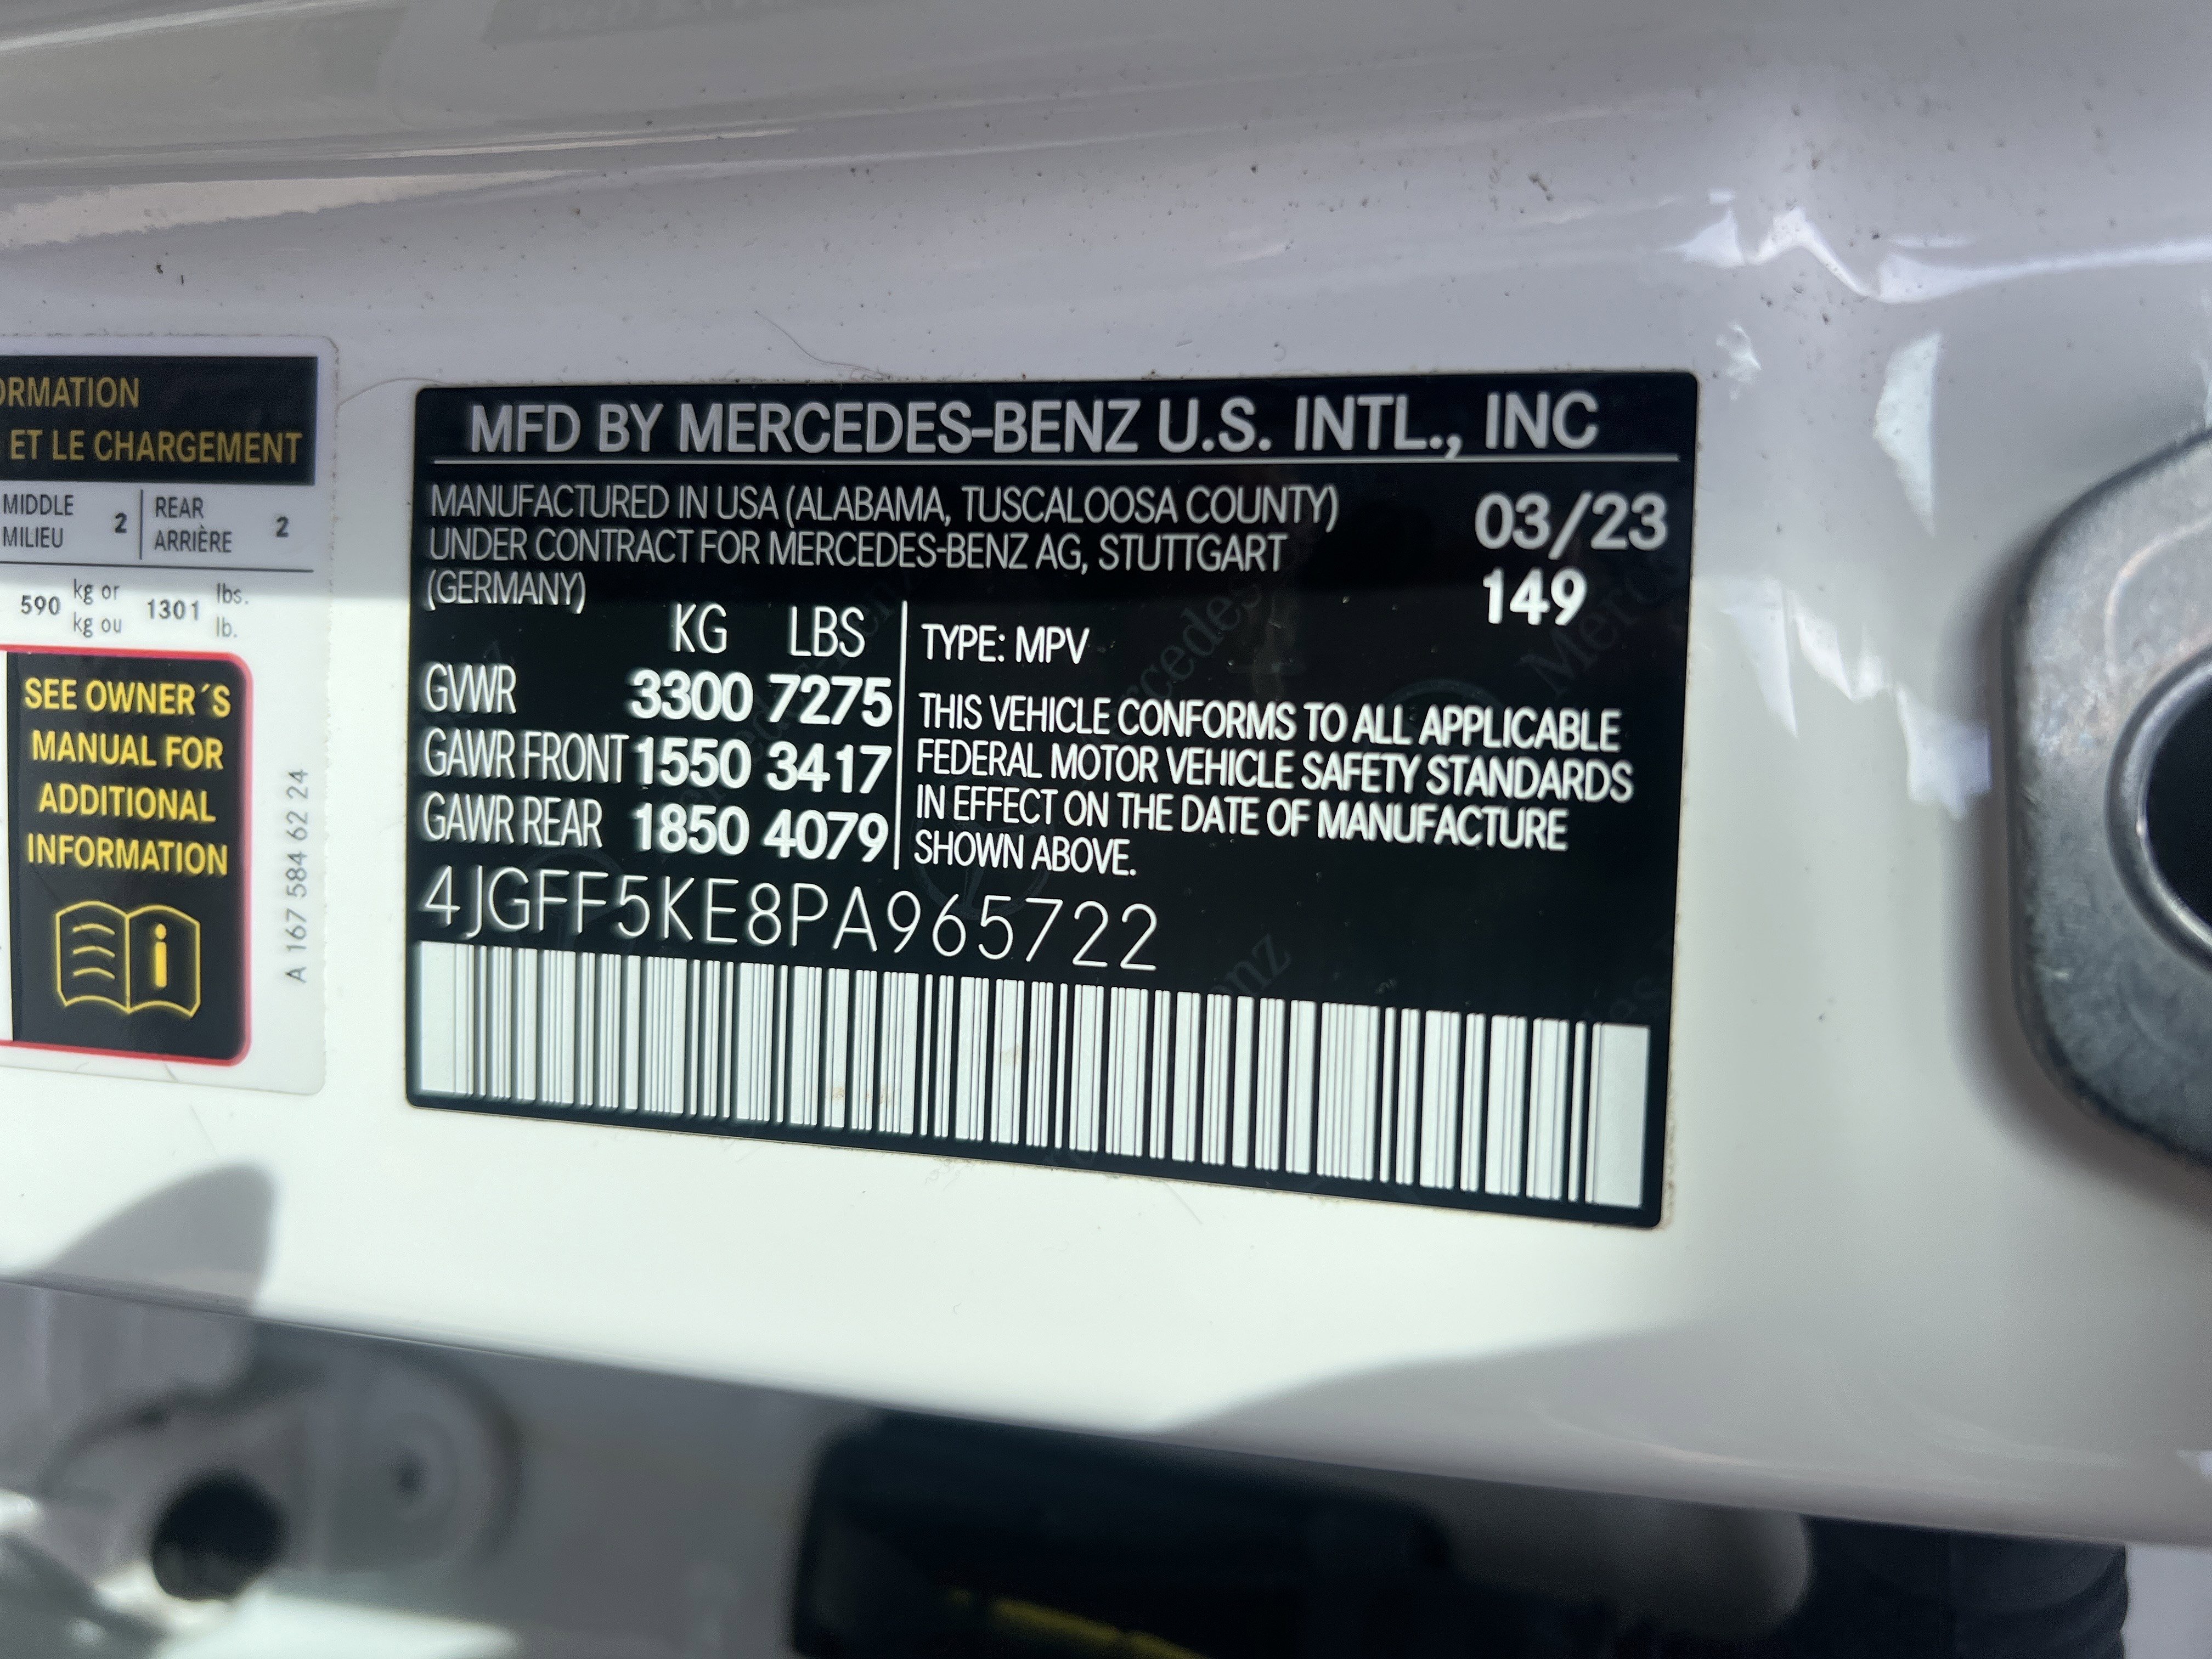 ORMATION
ET LE CHARGEMENT
MIDDLE
MILIEU
2
REAR
ARRIÈRE
2
590
kg or
kg ou
1301
lbs.
lb.
SEE OWNER´S
MANUAL FOR
ADDITIONAL
INFORMATION
i
A 167 584 62 24
MFD BY MERCEDES-BENZ U.S. INTL., INC
MANUFACTURED IN USA (ALABAMA, TUSCALOOSA COUNTY)
UNDER CONTRACT FOR MERCEDES-BENZ AG, STUTTGART
(GERMANY)
03/23
149
KG LBS
GVWR 3300 7275
GAWR FRONT 1550 3417
GAWR REAR 1850 4079
TYPE: MPV
THIS VEHICLE CONFORMS TO ALL APPLICABLE
FEDERAL MOTOR VEHICLE SAFETY STANDARDS
IN EFFECT ON THE DATE OF MANUFACTURE
SHOWN ABOVE.
4JGFF5KE8PA965722